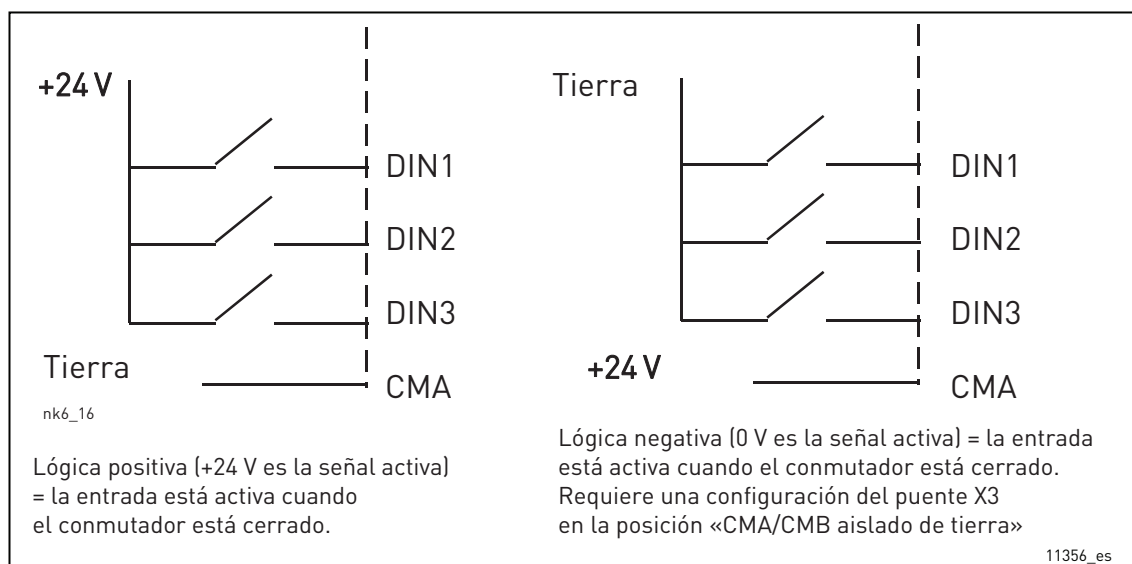 +24 V
DIN1
DIN2
DIN3
Tierra
CMA
nk6_16
Lógica positiva (+24 V es la señal activa)
= la entrada está activa cuando
el conmutador está cerrado.
Tierra
DIN1
DIN2
DIN3
+24 V
CMA
Lógica negativa (0 V es la señal activa) = la entrada
está activa cuando el conmutador está cerrado.
Requiere una configuración del puente X3
en la posición «CMA/CMB aislado de tierra»
11356_es